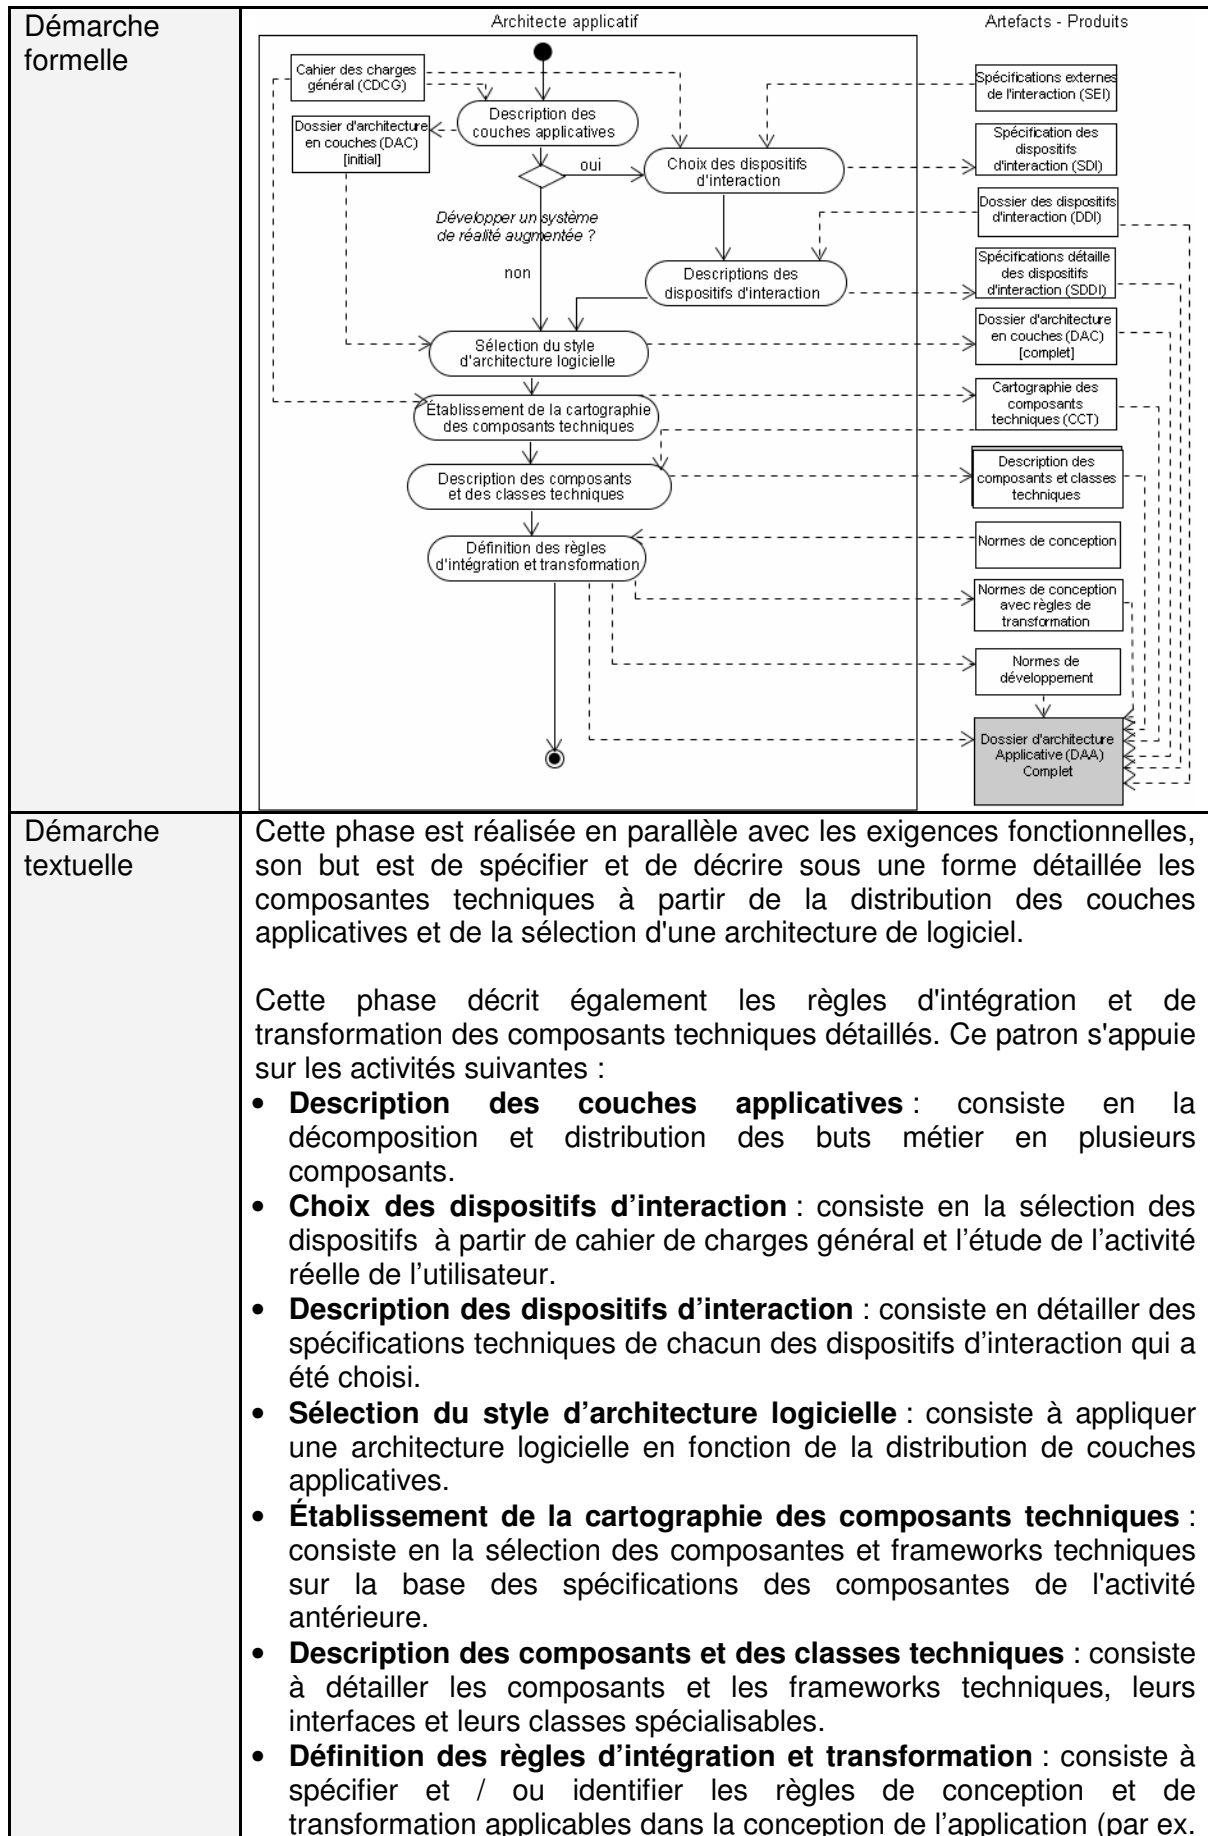 Démarche
formelle
Architecte applicatif
Artefacts - Produits
Cahier des charges
général (CDCG)
Spécifications externes
de l'interaction (SEI)
Description des
couches applicatives
Dossier d'architecture
en couches (DAC)
[initial]
Spécification des
dispositifs
d'interaction (SDI)
oui
Choix des dispositifs
d'interaction
Dossier des dispositifs
d'interaction (DDI)
Développer un système
de réalité augmentée ?
non
Descriptions des
dispositifs d'interaction
Spécifications détaille
des dispositifs
d'interaction (SDDI)
Dossier d'architecture
en couches (DAC)
[complet]
Sélection du style
d'architecture logicielle
Cartographie des
composants
techniques (CCT)
Établissement de la cartographie
des composants techniques
Description des
composants et classes
techniques
Description des composants
et des classes techniques
Définition des règles
d'intégration et transformation
Normes de conception
Normes de conception
avec règles de
transformation
Normes de
développement
Dossier d'architecture
Applicative (DAA)
Complet
Démarche
textuelle
Cette phase est réalisée en parallèle avec les exigences fonctionnelles,
son but est de spécifier et de décrire sous une forme détaillée les
composantes techniques à partir de la distribution des couches
applicatives et de la sélection d'une architecture de logiciel.
Cette phase décrit également les règles d'intégration et de
transformation des composants techniques détaillés. Ce patron s'appuie
sur les activités suivantes :
• Description des couches applicatives : consiste en la
décomposition et distribution des buts métier en plusieurs
composants.
• Choix des dispositifs d’interaction : consiste en la sélection des
dispositifs à partir de cahier de charges général et l’étude de l’activité
réelle de l’utilisateur.
• Description des dispositifs d’interaction : consiste en détailler des
spécifications techniques de chacun des dispositifs d’interaction qui a
été choisi.
• Sélection du style d’architecture logicielle : consiste à appliquer
une architecture logicielle en fonction de la distribution de couches
applicatives.
• Établissement de la cartographie des composants techniques :
consiste en la sélection des composantes et frameworks techniques
sur la base des spécifications des composantes de l'activité
antérieure.
• Description des composants et des classes techniques : consiste
à détailler les composants et les frameworks techniques, leurs
interfaces et leurs classes spécialisables.
• Définition des règles d’intégration et transformation : consiste à
spécifier et / ou identifier les règles de conception et de
transformation applicables dans la conception de l’application (par ex.